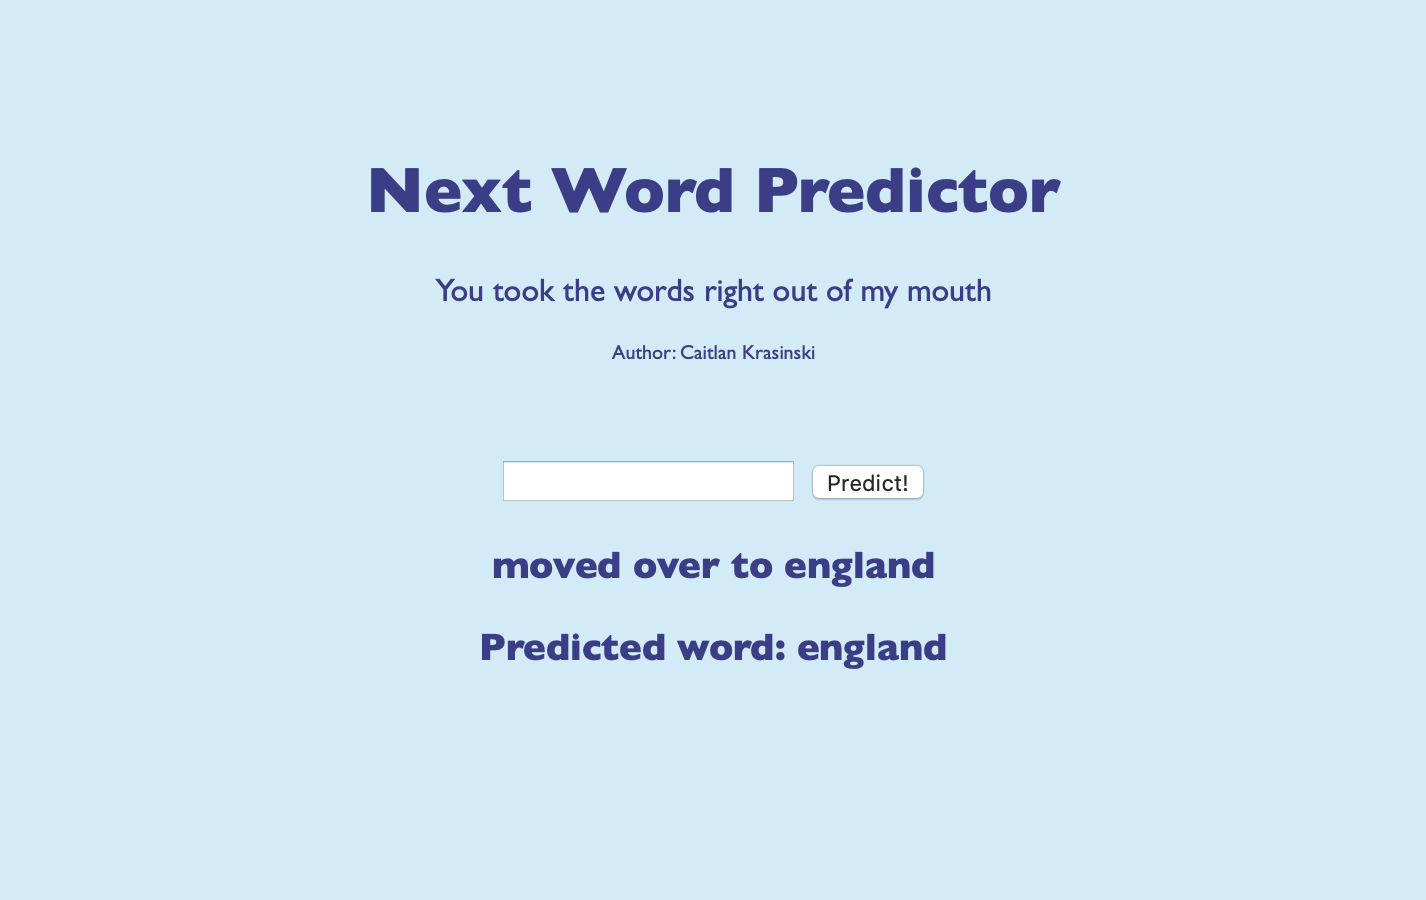 Next Word Predictor
You took the words right out of my mouth
Author: Caitlan Krasinski
Predict!
moved over to england
Predicted word: england